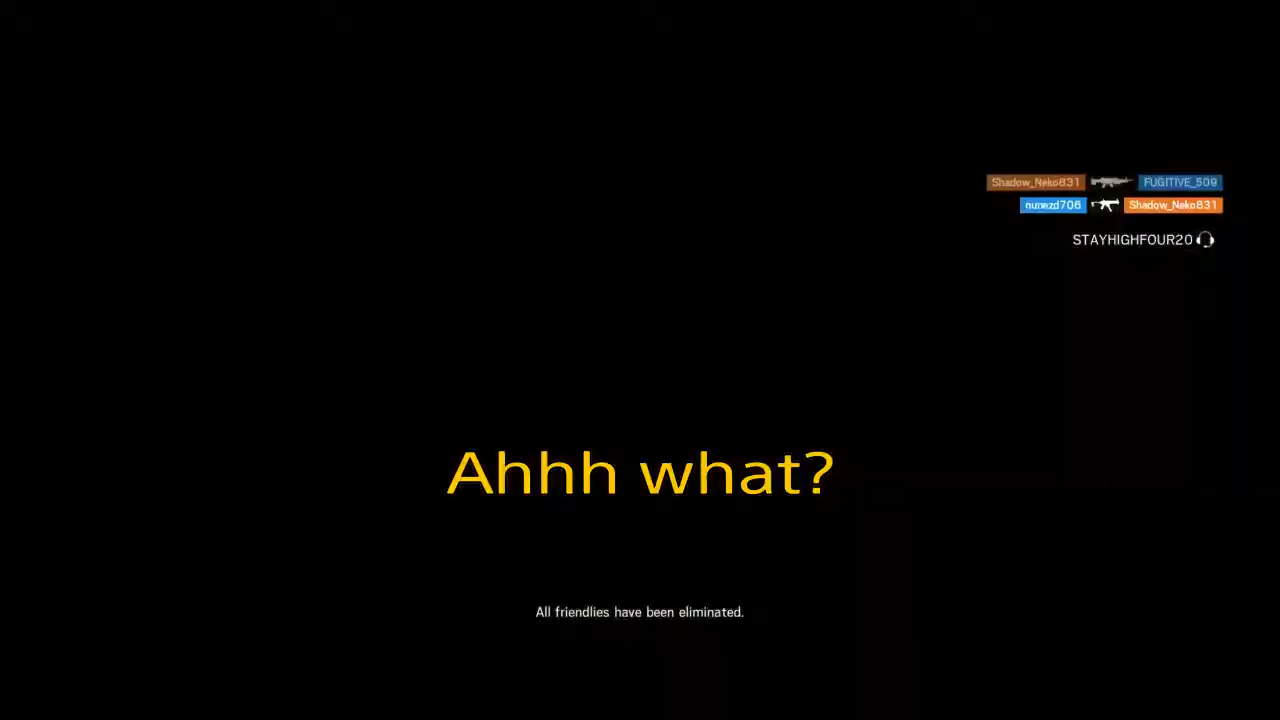 Shadow_Neko831 FUGITIVE_509
nunezd706 Shadow_Neko831
STAYHIGHFOUR20
Ahhh what?
All friendlies have been eliminated.